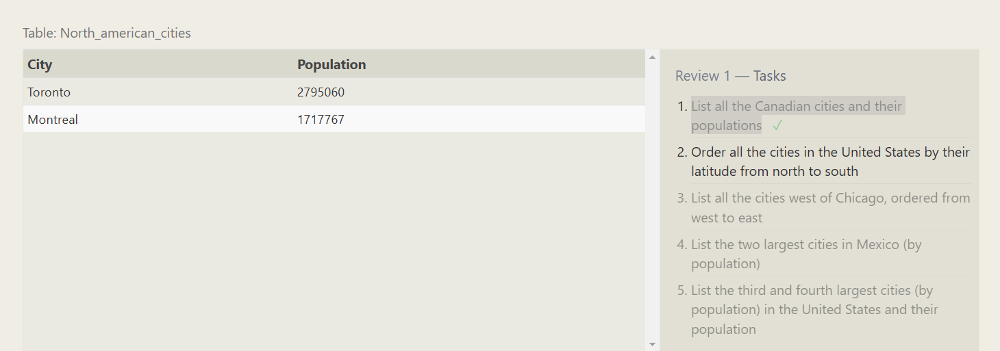 Table: North_american_cities
City Population
Toronto 2795060
Montreal 1717767
Review 1 — Tasks
1. List all the Canadian cities and their
populations ✓
2. Order all the cities in the United States by their
latitude from north to south
3. List all the cities west of Chicago, ordered from
west to east
4. List the two largest cities in Mexico (by
population)
5. List the third and fourth largest cities (by
population) in the United States and their
population